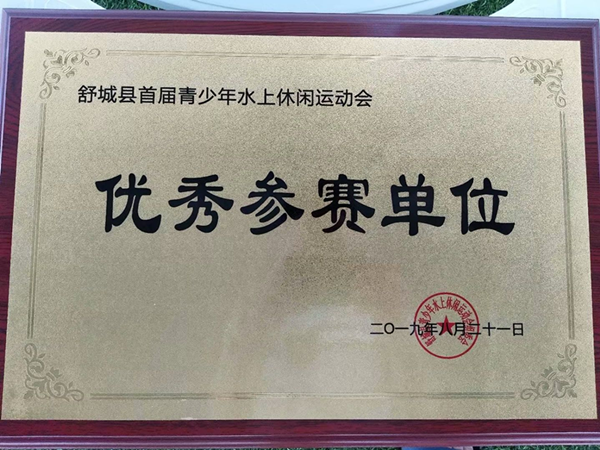 舒城县首届青少年水上休闲运动会
优秀参赛单位
二〇一九年八月二十一日